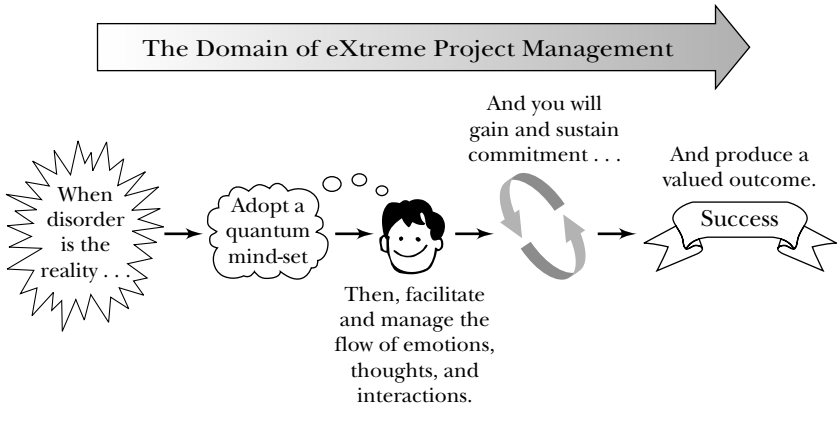 The Domain of eXtreme Project Management
When
disorder
is the
reality . . .
Adopt a
quantum
mind-set
Then, facilitate
and manage the
flow of emotions,
thoughts, and
interactions.
And you will
gain and sustain
commitment . . .
And produce a
valued outcome.
Success